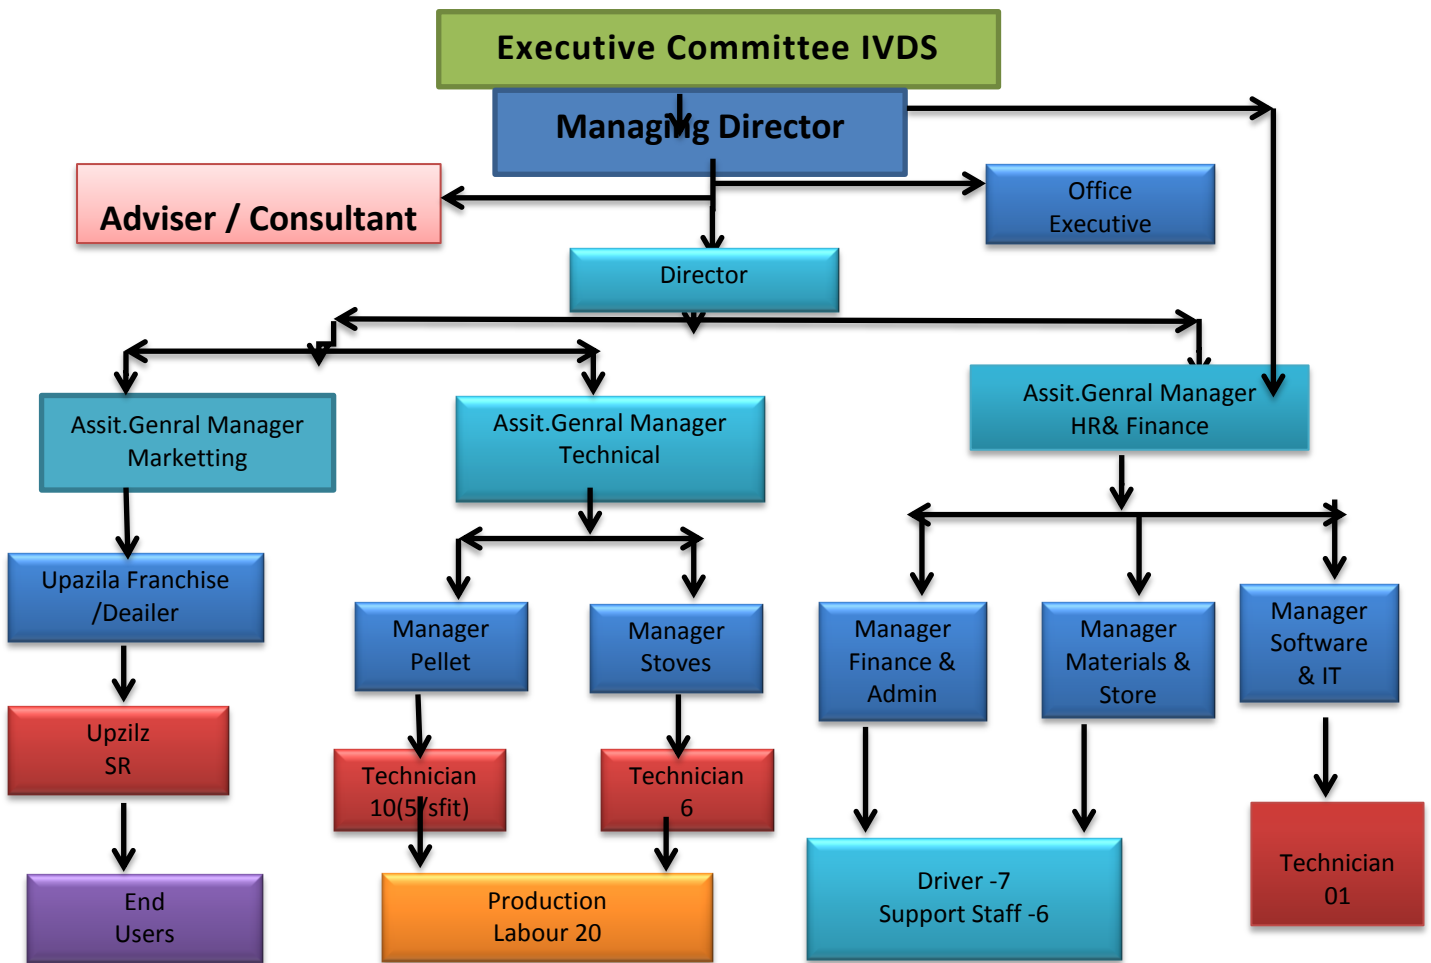 Executive Committee IVDS
Managing Director
Adviser / Consultant
Office
Executive
Director
Assit.Genral Manager
Marketting
Assit.Genral Manager
Technical
Assit.Genral Manager
HR& Finance
Upazila Franchise
/Deailer
Manager
Pellet
Manager
Stoves
Manager
Finance &
Admin
Manager
Materials &
Store
Manager
Software
& IT
Upzilz
SR
Technician
10(5/sfit)
Technician
6
Technician
01
End
Users
Production
Labour 20
Driver -7
Support Staff -6